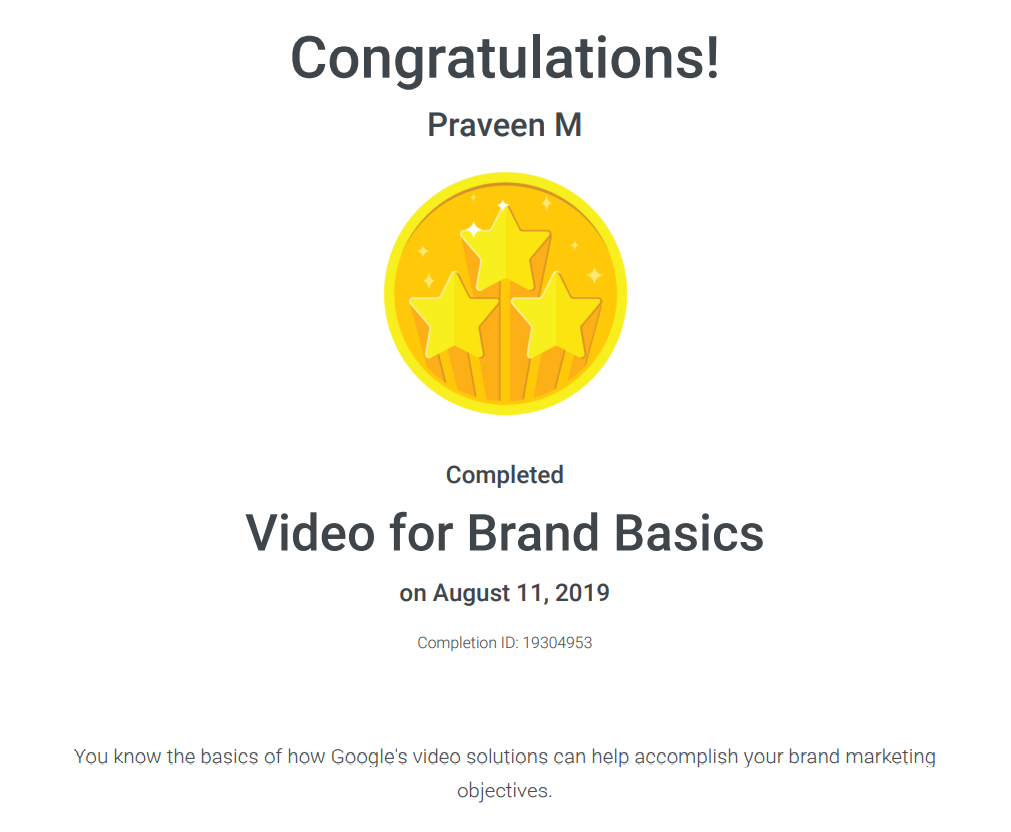 Congratulations!
Praveen M
Completed
Video for Brand Basics
on August 11, 2019
Completion ID: 19304953
You know the basics of how Google's video solutions can help accomplish your brand marketing
objectives.